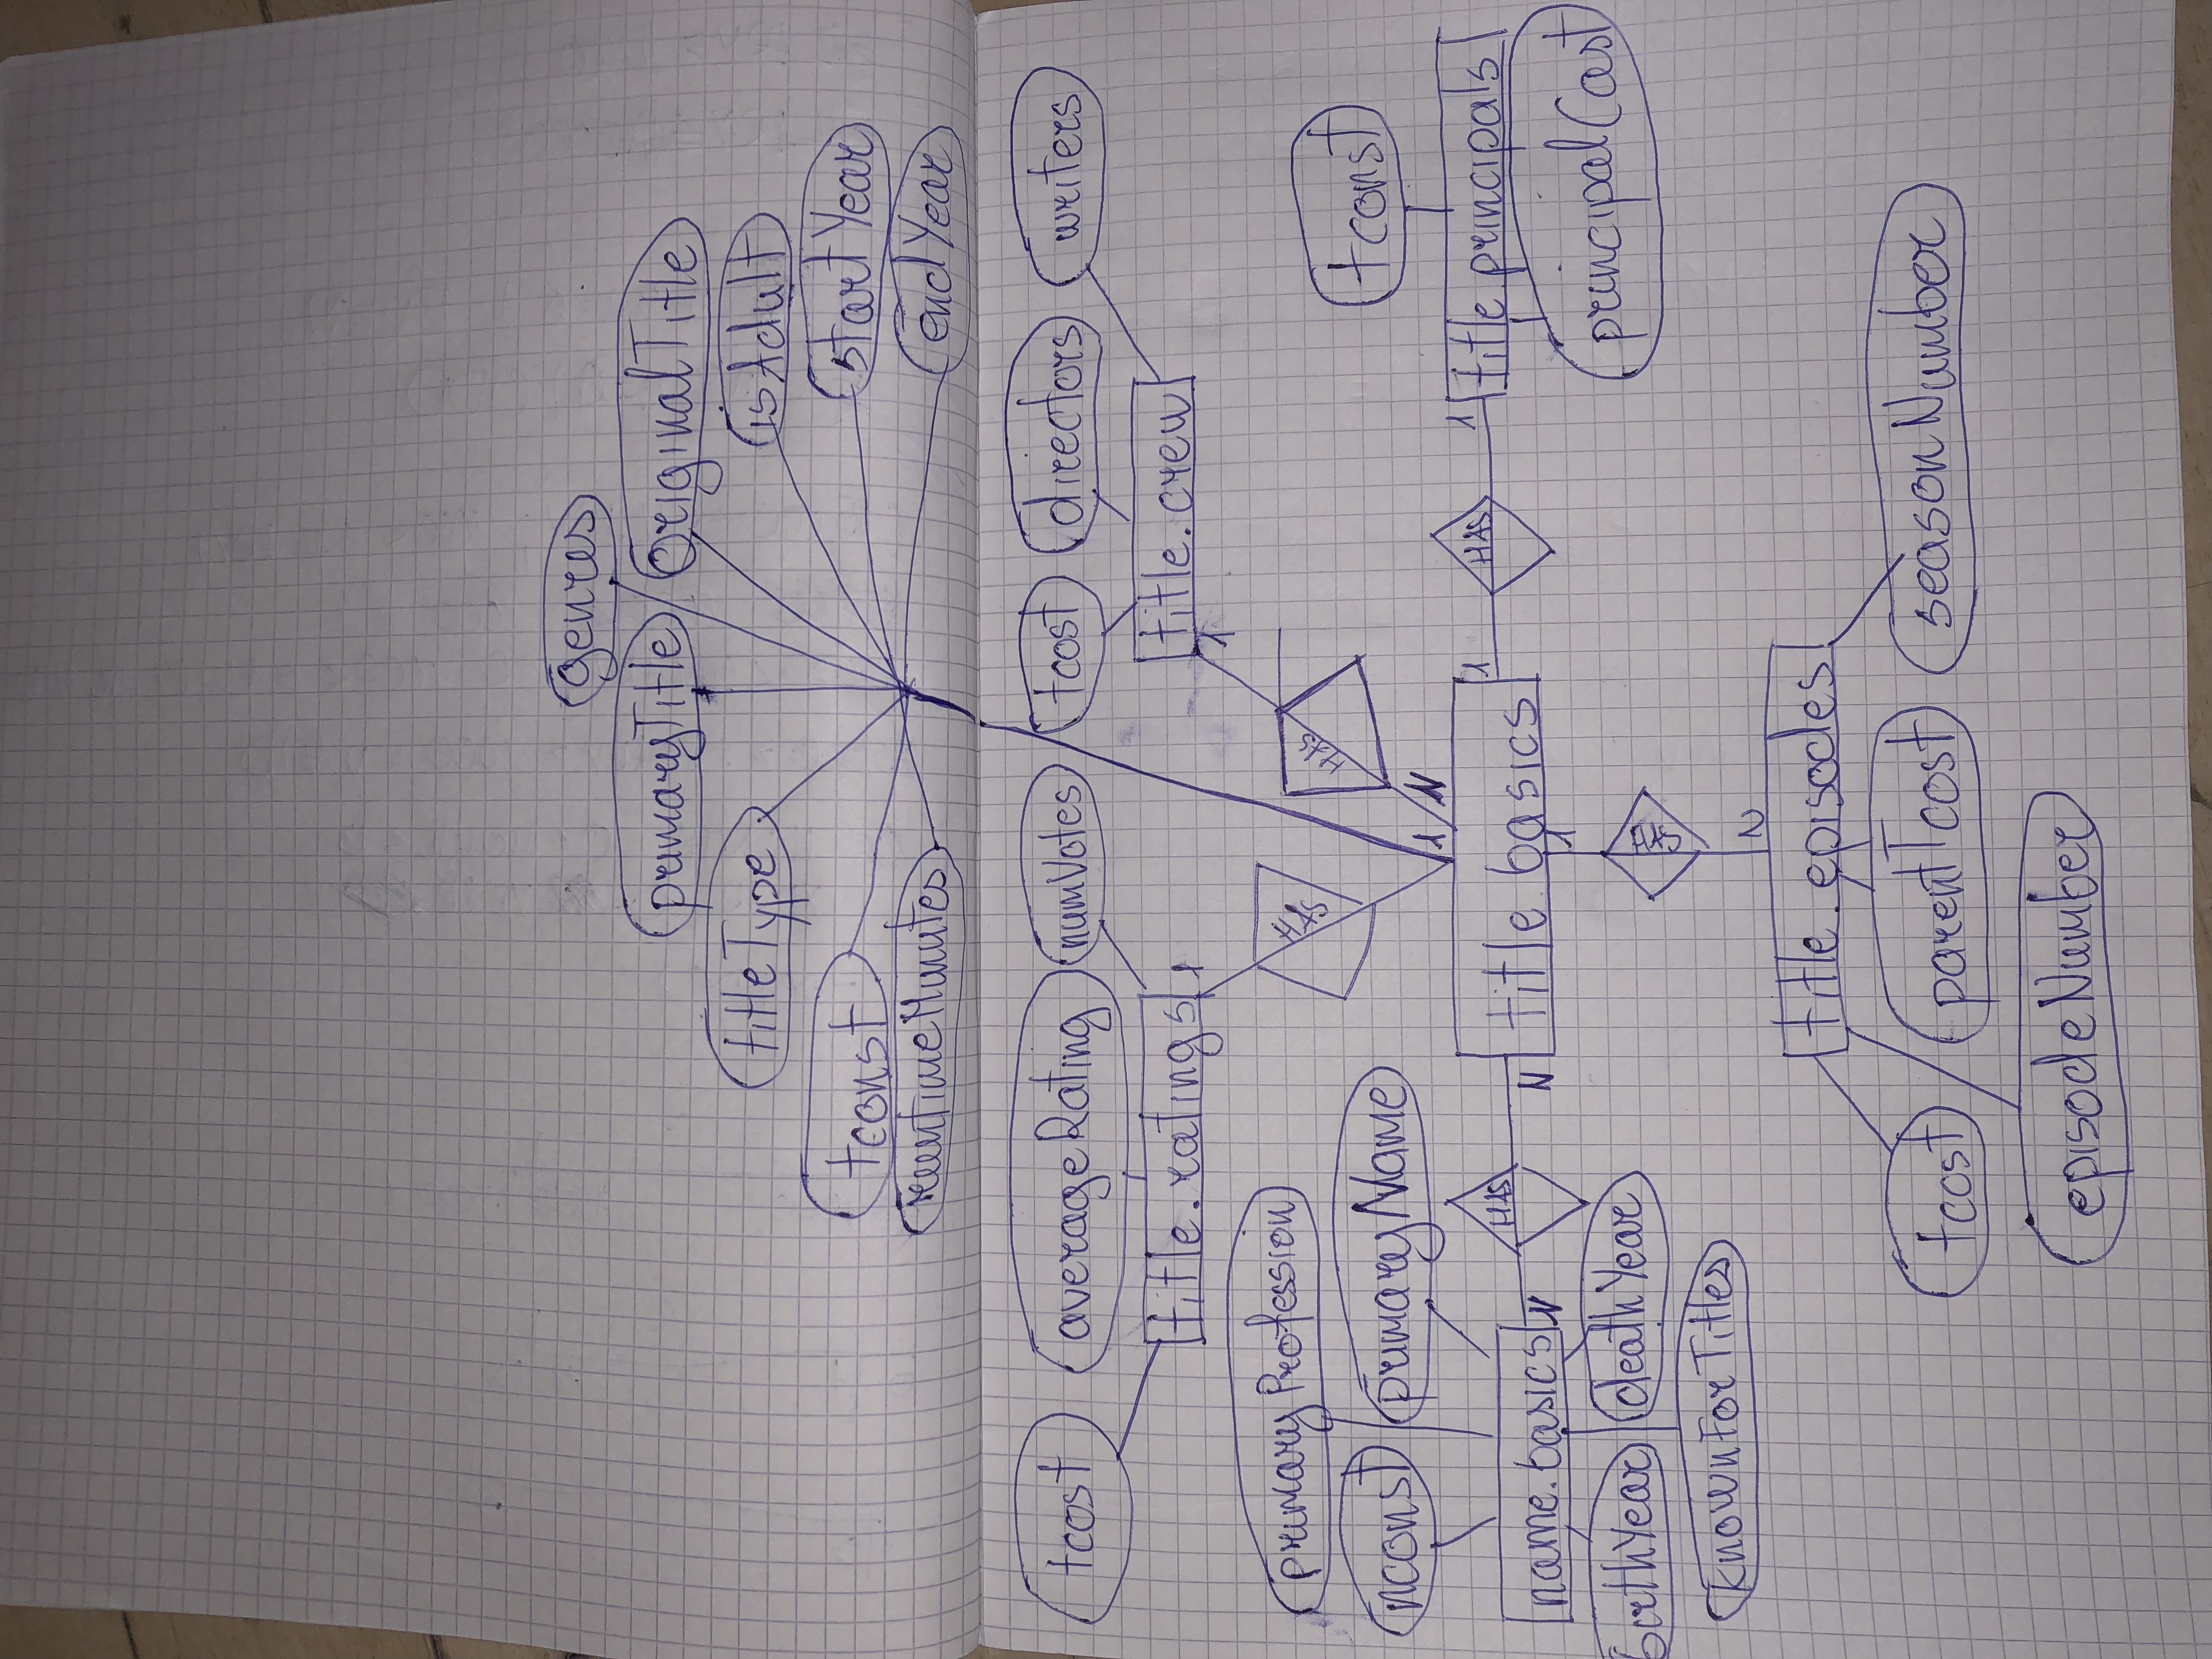 genres
primaryTitle OriginalTitle
titleType isAdult
tconst startYear
runtimeMinutes endYear
tcost averageRating numVotes tcost directors writers
title.ratings 1 title.crew
1
primaryProfession
HAS HAS
nconst primaryName tconst
1 N
name.basics N HAS N title.basics 1 HAS 1 title.principals
1
birthYear deathYear principalCast
HAS
knownForTitles
N
title.episodes
tcost parentTcost seasonNumber
episodeNumber